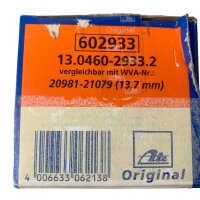 Original
602933
13.0460-2933.2
vergleichbar mit WVA-Nr.:
20981-21079 (13,7 mm)
4 006633 062138
Ate
Original